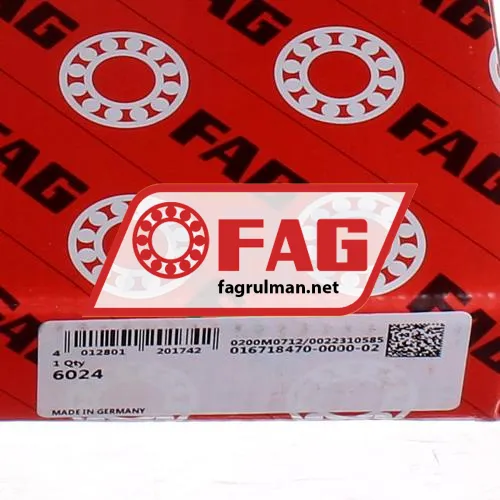 FAG
FAG
FAG
FAG
FAG
fagrulman.net
4 012801 201742
0200M0712/0022310585
016718470-0000-02
1 Qty
6024
MADE IN GERMANY